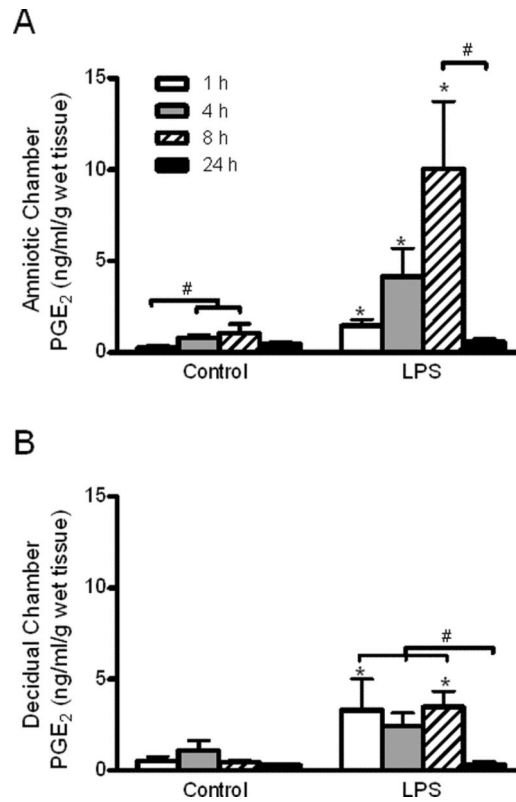 A
#
15
1 h
4 h
8 h
24 h
*
10
Amniotic Chamber
PGE2 (ng/ml/g wet tissue)
5
*
#
*
0
Control
LPS
B
15
10
Decidual Chamber
PGE2 (ng/ml/g wet tissue)
5
#
*
*
0
Control
LPS